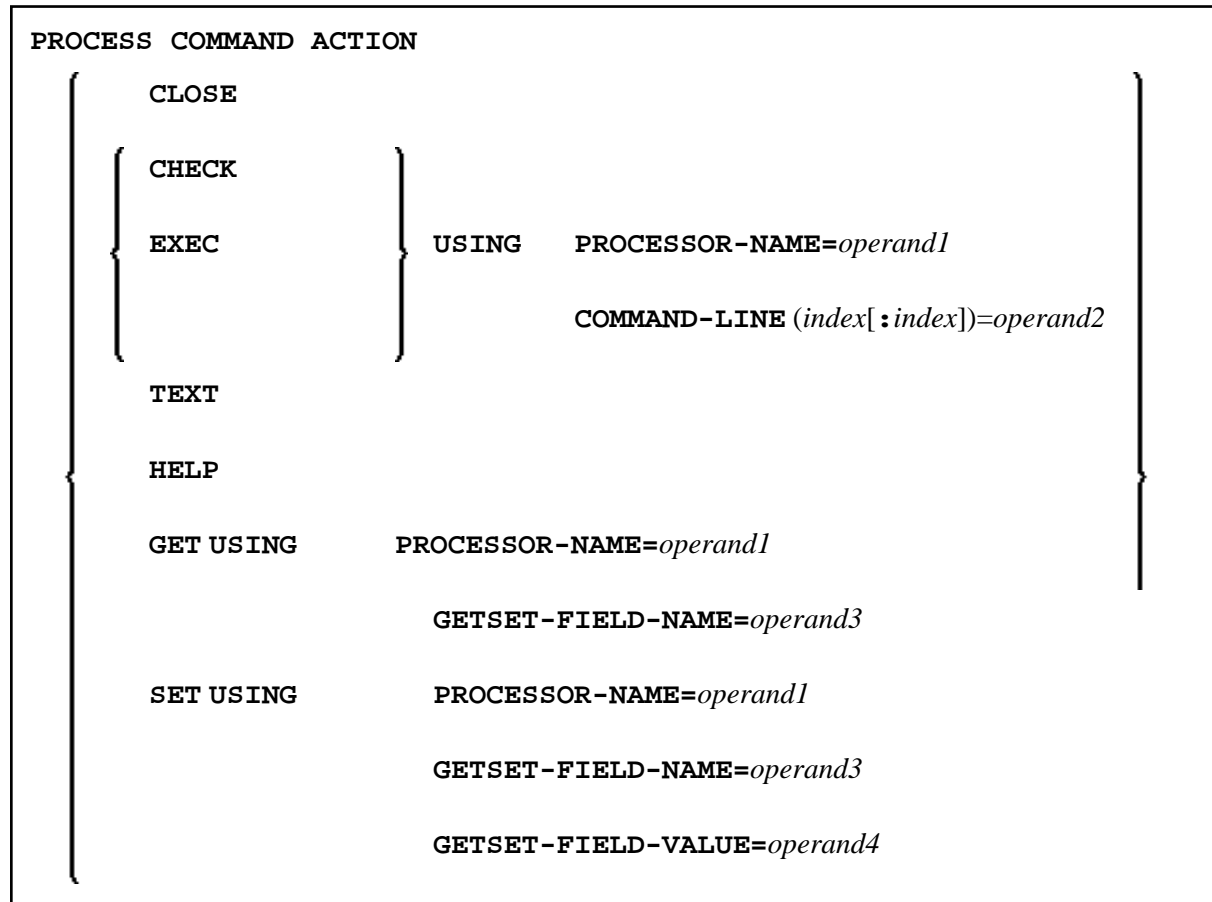 PROCESS COMMAND ACTION
CLOSE
CHECK
EXEC USING PROCESSOR-NAME=operand1
COMMAND-LINE (index[:index])=operand2
TEXT
HELP
GET USING PROCESSOR-NAME=operand1
GETSET-FIELD-NAME=operand3
SET USING PROCESSOR-NAME=operand1
GETSET-FIELD-NAME=operand3
GETSET-FIELD-VALUE=operand4